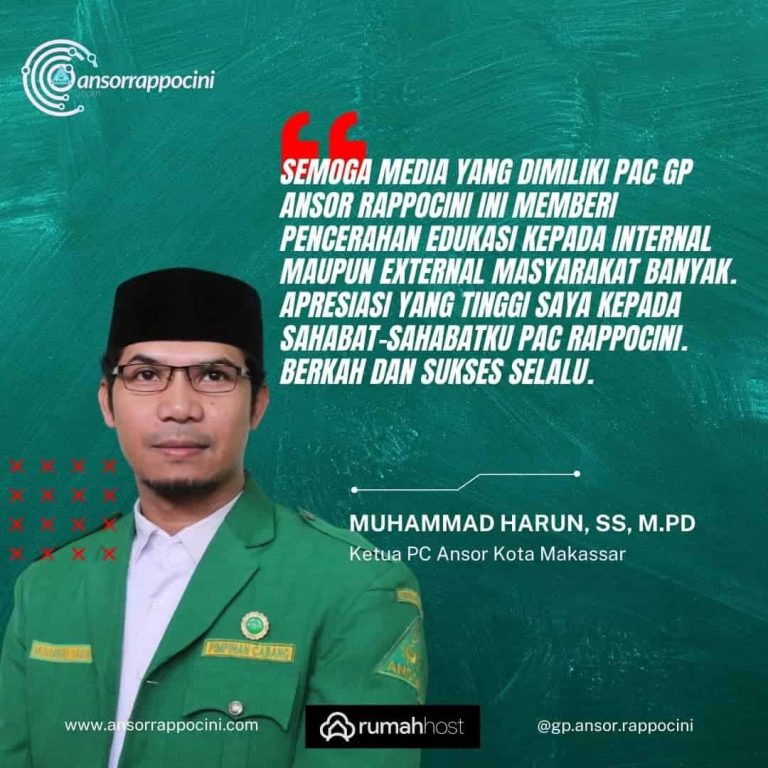 ansorrappocini
.com
SEMOGA MEDIA YANG DIMILIKI PAC GP
ANSOR RAPPOCINI INI MEMBERI
PENCERAHAN EDUKASI KEPADA INTERNAL
MAUPUN EXTERNAL MASYARAKAT BANYAK.
APRESIASI YANG TINGGI SAYA KEPADA
SAHABAT-SAHABATKU PAC RAPPOCINI.
BERKAH DAN SUKSES SELALU.
MUHAMMAD HARUN, SS, M.PD
Ketua PC Ansor Kota Makassar
PIMPINAN CABANG
www.ansorrappocini.com
rumahhost
@gp.ansor.rappocini